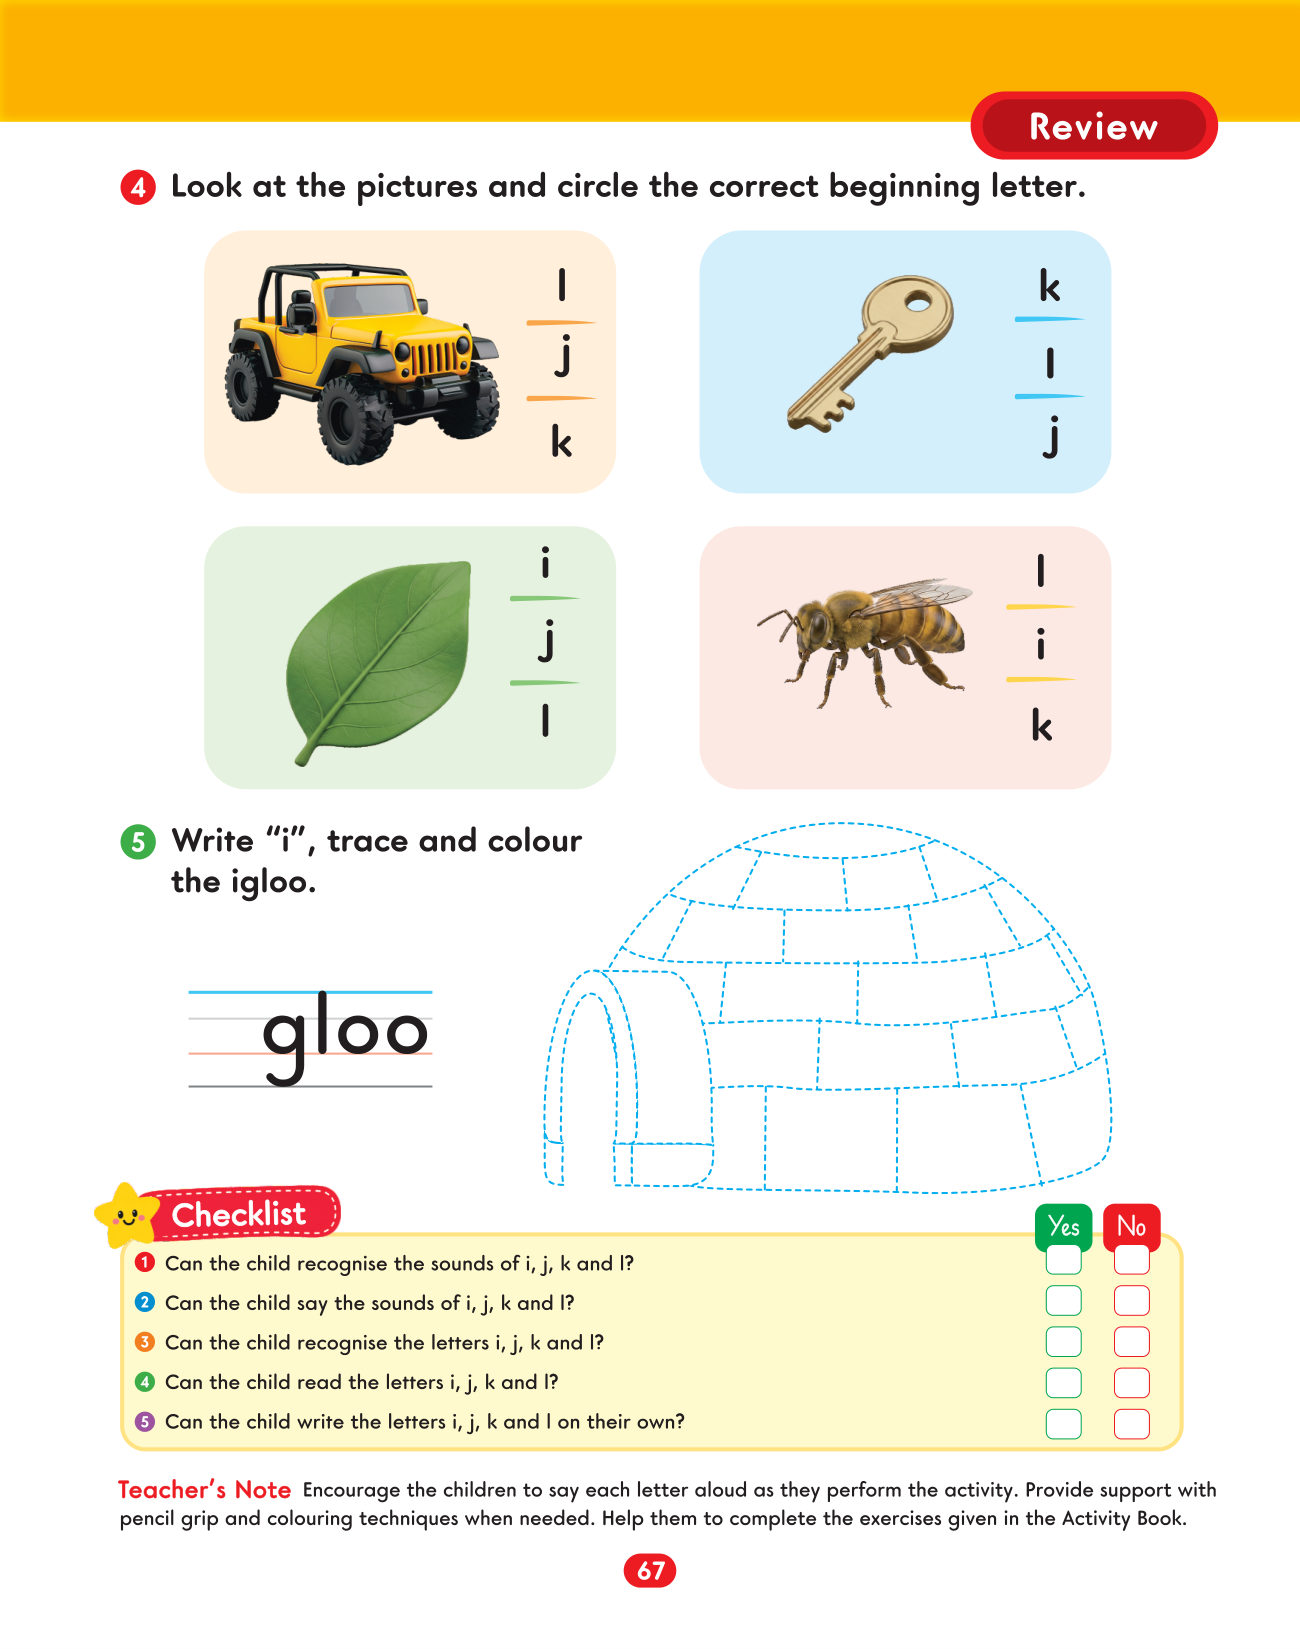 Review
4 Look at the pictures and circle the correct beginning letter.
l
j
k
k
l
j
i
j
l
l
i
k
5 Write “i”, trace and colour
the igloo.
gloo
Checklist
Yes No
1 Can the child recognise the sounds of i, j, k and l?
2 Can the child say the sounds of i, j, k and l?
3 Can the child recognise the letters i, j, k and l?
4 Can the child read the letters i, j, k and l?
5 Can the child write the letters i, j, k and l on their own?
Teacher’s Note Encourage the children to say each letter aloud as they perform the activity. Provide support with
pencil grip and colouring techniques when needed. Help them to complete the exercises given in the Activity Book.
67